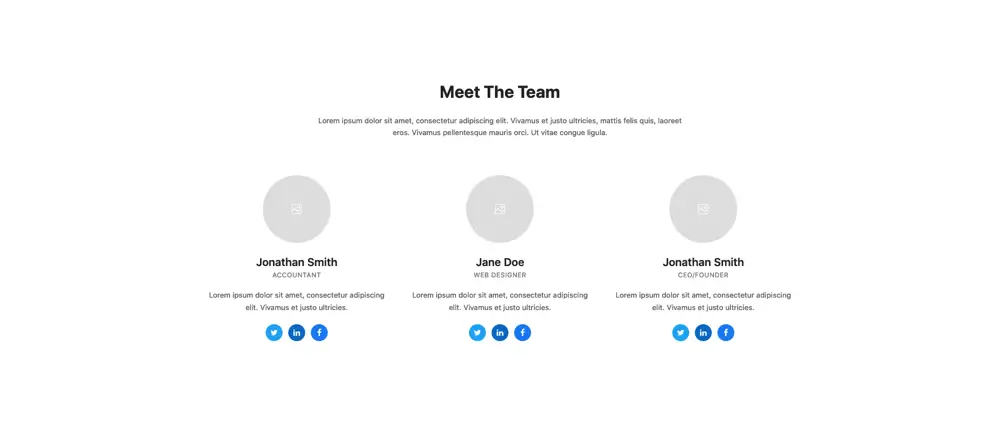 Meet The Team
Lorem ipsum dolor sit amet, consectetur adipiscing elit. Vivamus et justo ultricies, mattis felis quis, laoreet
eros. Vivamus pellentesque mauris orci. Ut vitae congue ligula.
Jonathan Smith
ACCOUNTANT
Lorem ipsum dolor sit amet, consectetur adipiscing
elit. Vivamus et justo ultricies.
Jane Doe
WEB DESIGNER
Lorem ipsum dolor sit amet, consectetur adipiscing
elit. Vivamus et justo ultricies.
Jonathan Smith
CEO/FOUNDER
Lorem ipsum dolor sit amet, consectetur adipiscing
elit. Vivamus et justo ultricies.